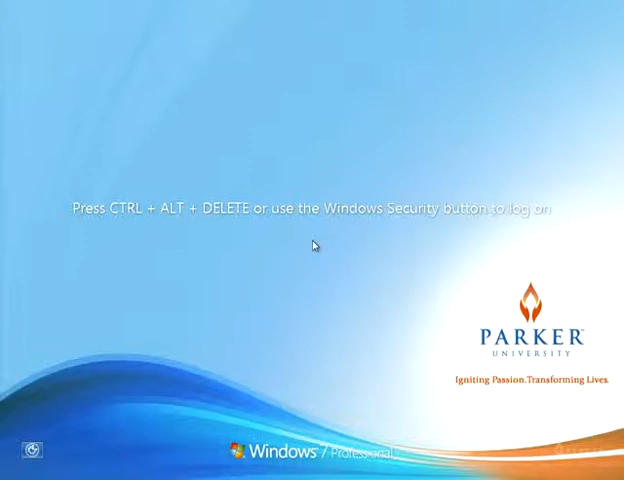 Press CTRL + ALT + DELETE or use the Windows Security button to log on
PARKER
UNIVERSITY
Igniting Passion.Transforming Lives.
Windows 7 Professional